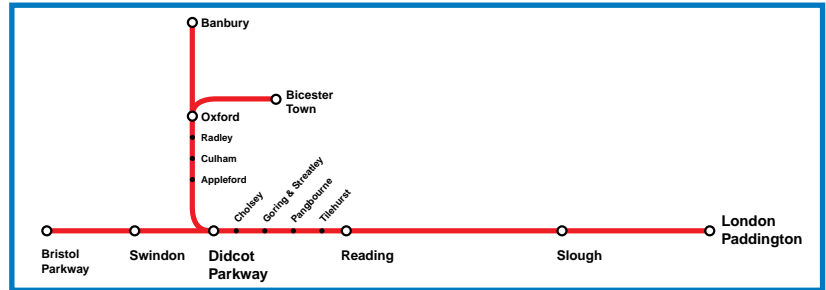 Banbury
Bicester
Town
Oxford
Radley
Culham
Appleford
Cholsey
Goring & Streatley
Pangbourne
Tilehurst
Bristol
Parkway
Swindon
Didcot
Parkway
Reading
Slough
London
Paddington